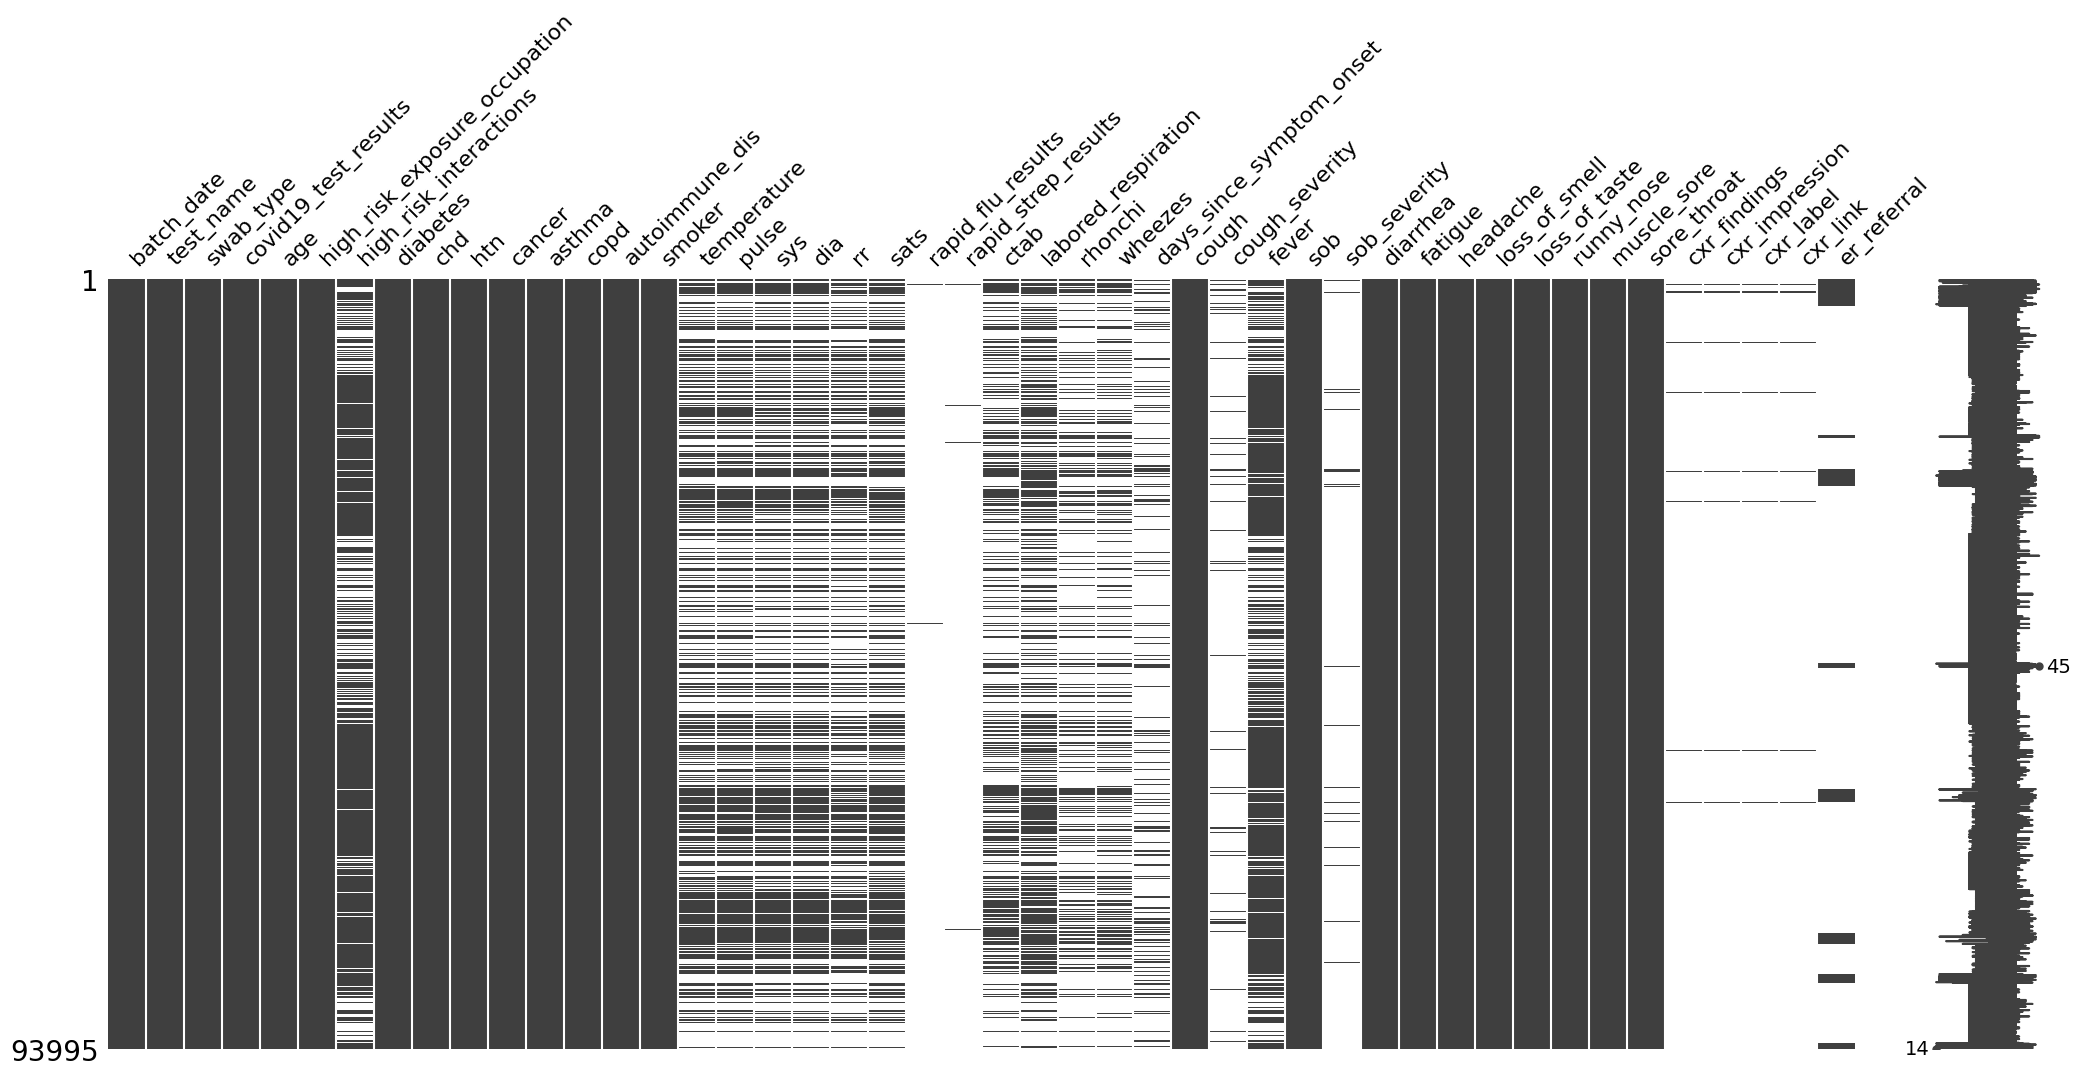 batch_date
test_name
swab_type
covid19_test_results
age
high_risk_exposure_occupation
high_risk_interactions
diabetes
chd
htn
cancer
asthma
copd
autoimmune_dis
smoker
temperature
pulse
sys
dia
rr
sats
rapid_flu_results
rapid_strep_results
ctab
labored_respiration
rhonchi
wheezes
days_since_symptom_onset
cough
cough_severity
fever
sob
sob_severity
diarrhea
fatigue
headache
loss_of_smell
loss_of_taste
runny_nose
muscle_sore
sore_throat
cxr_findings
cxr_impression
cxr_label
cxr_link
er_referral
1
45
93995
14